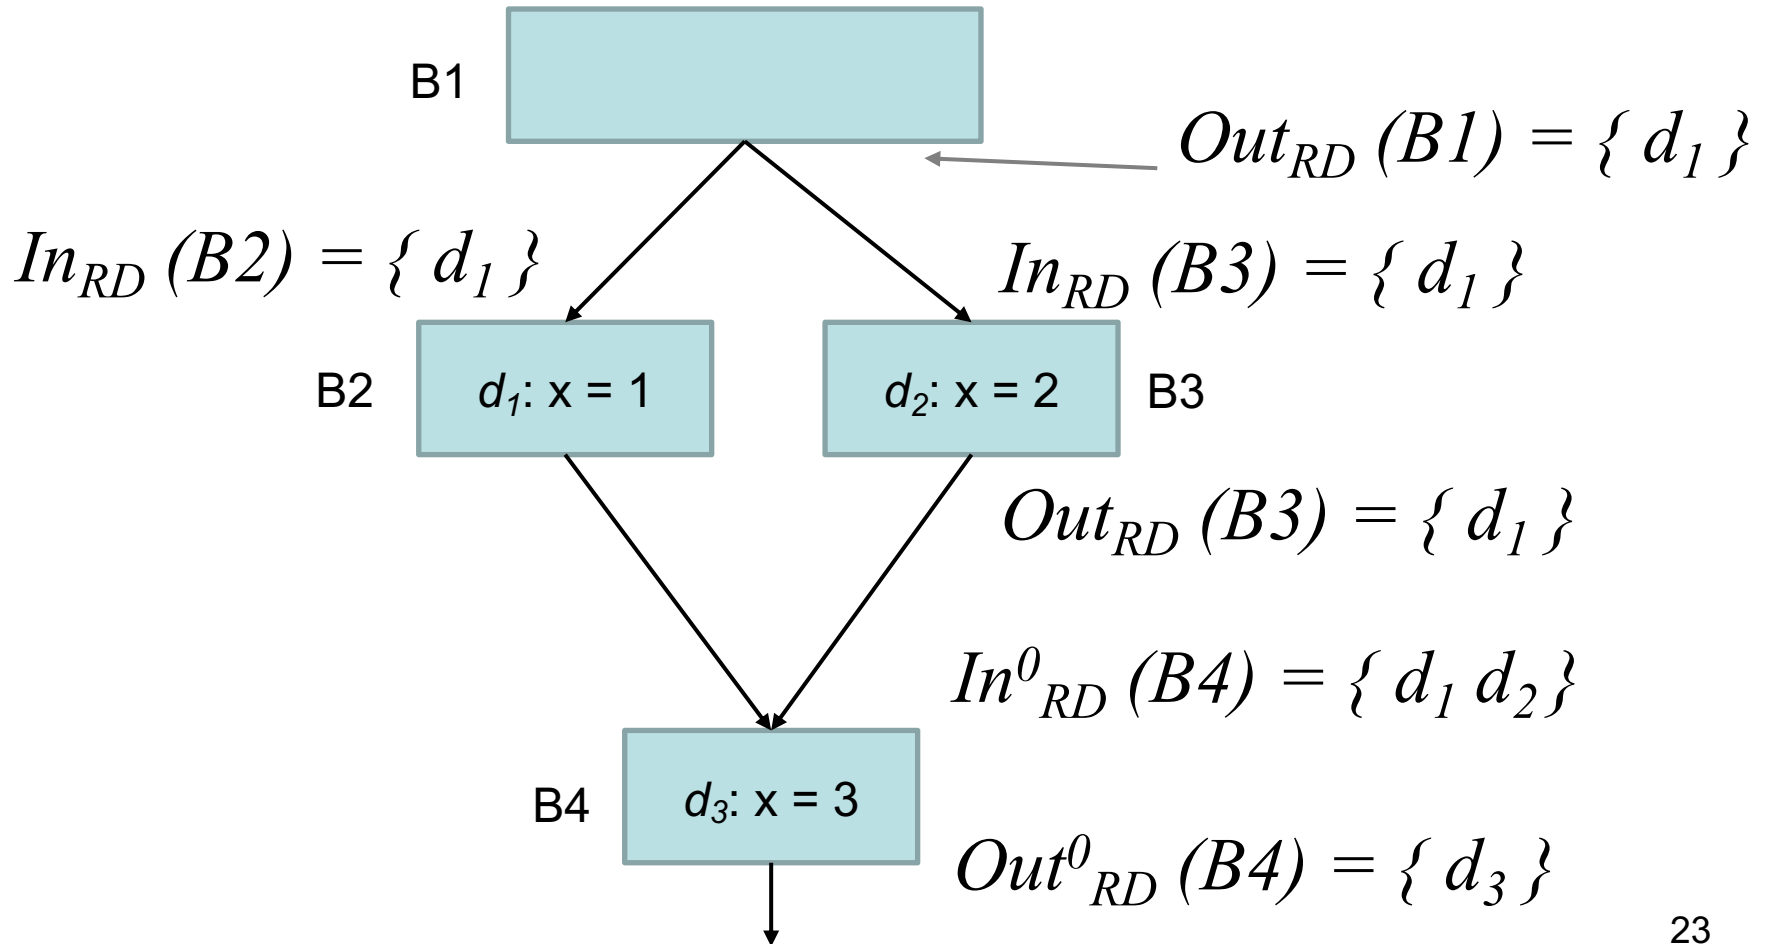 B1
Out_RD (B1) = { d_1 }
In_RD (B2) = { d_1 }
In_RD (B3) = { d_1 }
B2
d_1: x = 1
d_2: x = 2
B3
Out_RD (B3) = { d_1 }
In^0_RD (B4) = { d_1 d_2 }
B4
d_3: x = 3
Out^0_RD (B4) = { d_3 }
23